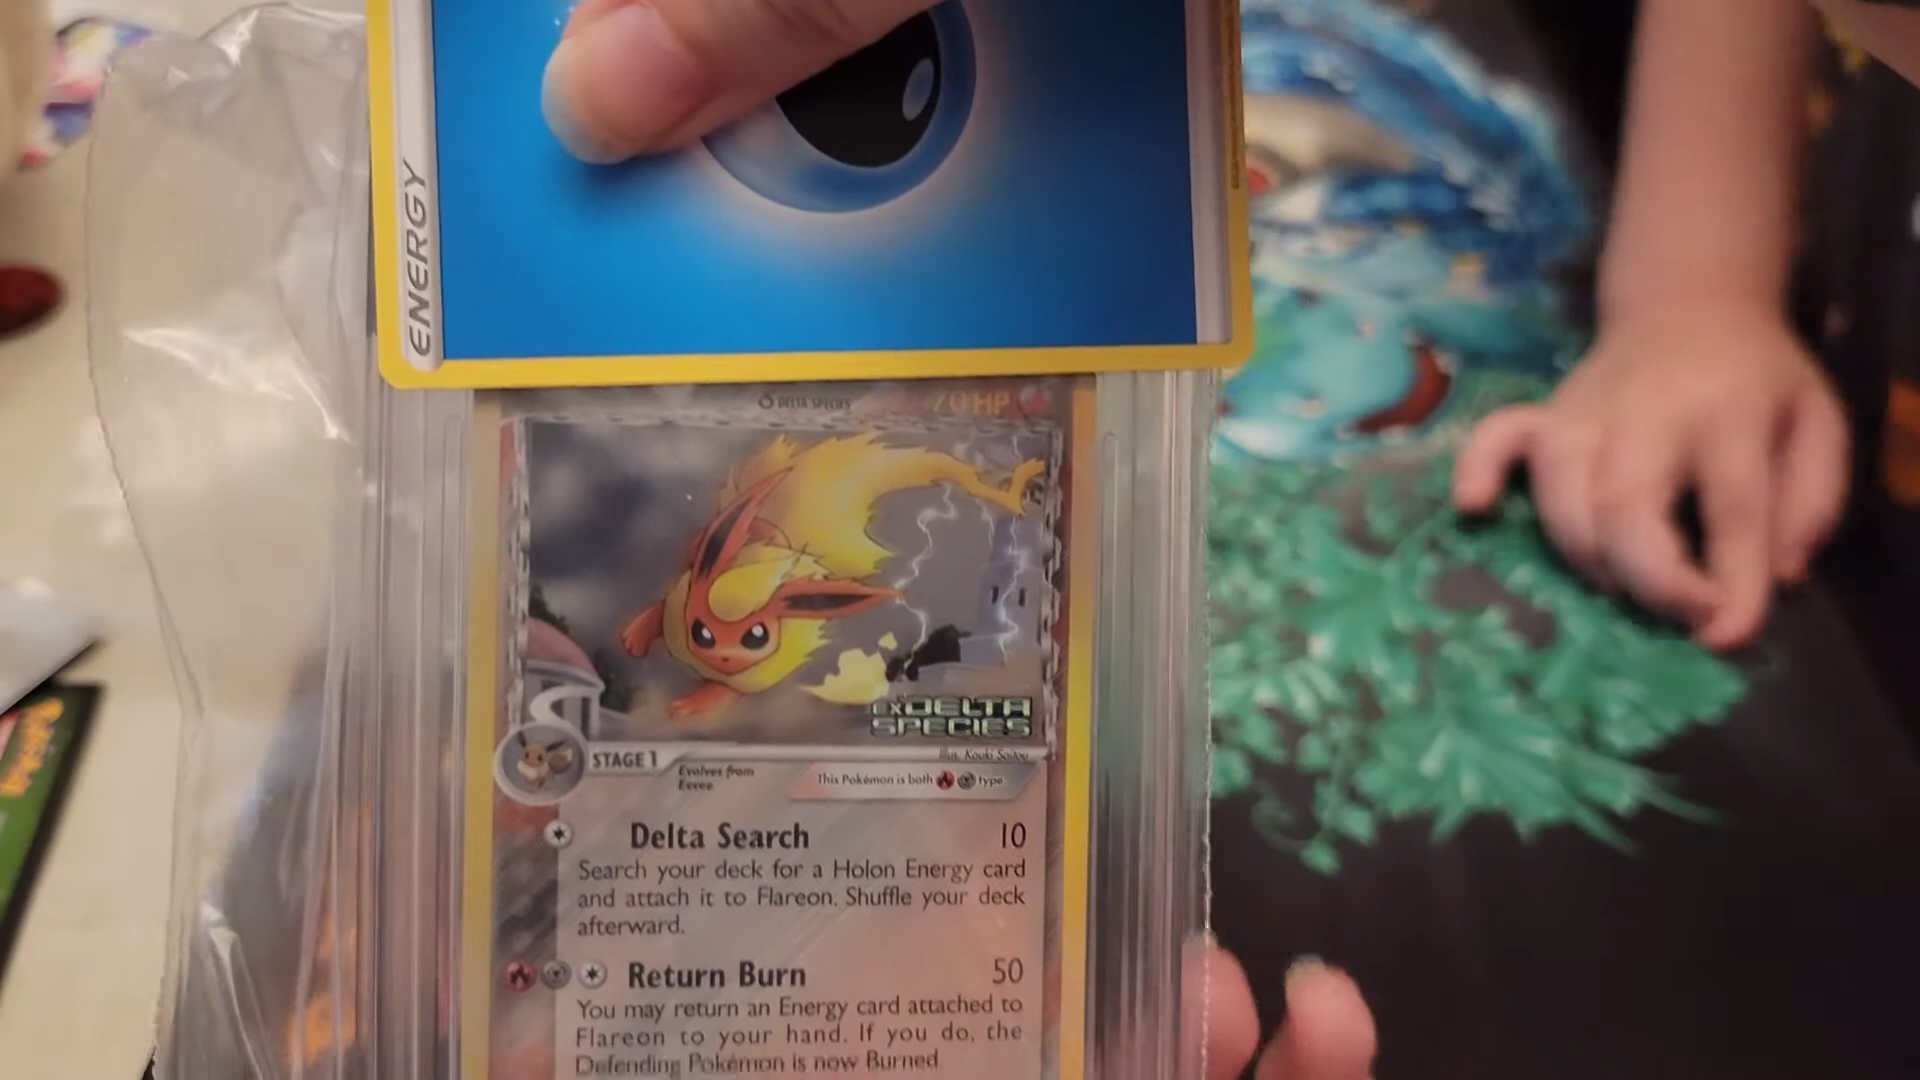 ENERGY
DELTA SPECIES 70 HP
EX DELTA
SPECIES
Illus. Kouki Saitou
STAGE 1
Evolves from
Eevee
This Pokémon is both type.
Delta Search 10
Search your deck for a Holon Energy card
and attach it to Flareon. Shuffle your deck
afterward.
Return Burn 50
You may return an Energy card attached to
Flareon to your hand. If you do, the
Defending Pokémon is now Burned